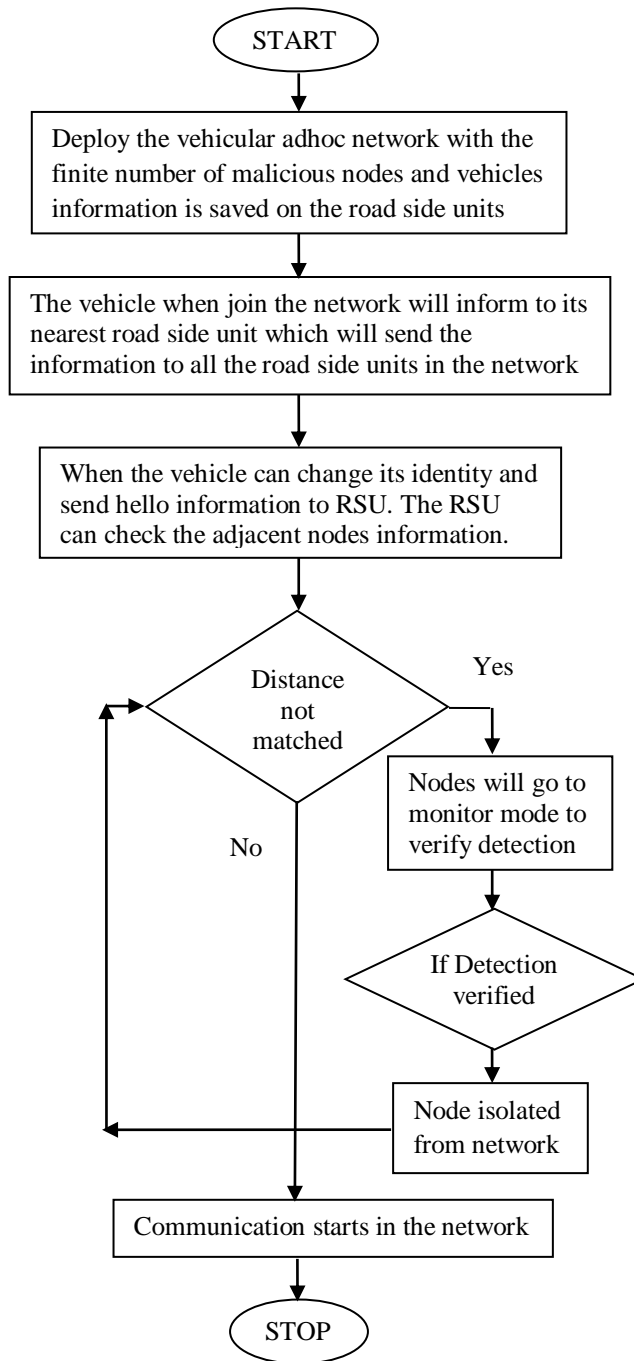 START
Deploy the vehicular adhoc network with the
finite number of malicious nodes and vehicles
information is saved on the road side units
The vehicle when join the network will inform to its
nearest road side unit which will send the
information to all the road side units in the network
When the vehicle can change its identity and
send hello information to RSU. The RSU
can check the adjacent nodes information.
Distance
not
matched
Yes
Nodes will go to
monitor mode to
verify detection
No
If Detection
verified
Node isolated
from network
Communication starts in the network
STOP